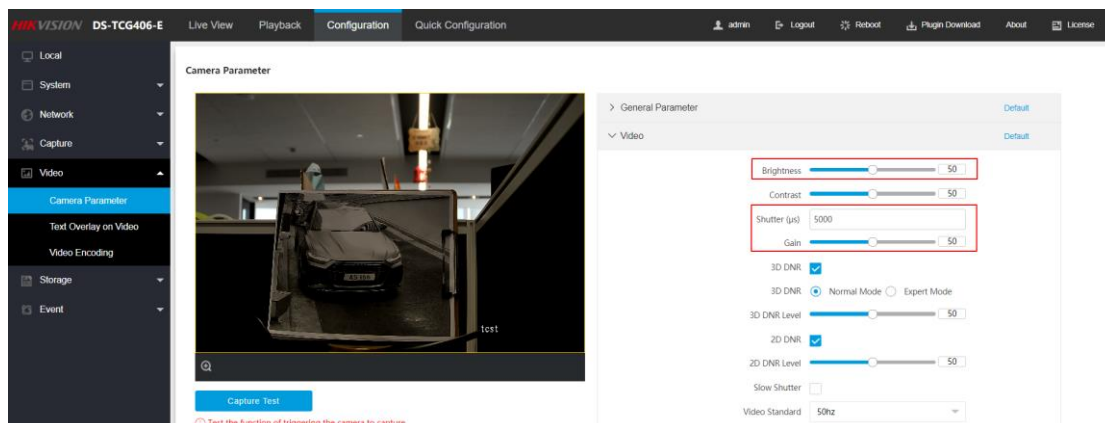 HIKVISION DS-TCG406-E Live View Playback Configuration Quick Configuration admin Logout Reboot Plugin Download About License
Local
System
Network
Capture
Video
Camera Parameter
Text Overlay on Video
Video Encoding
Storage
Event
Camera Parameter
test
Capture Test
Test the function of triggering the camera to capture
General Parameter Default
Video Default
Brightness 50
Contrast 50
Shutter (μs) 5000
Gain 50
3D DNR
3D DNR Normal Mode Expert Mode
3D DNR Level 50
2D DNR
2D DNR Level 50
Slow Shutter
Video Standard 50hz